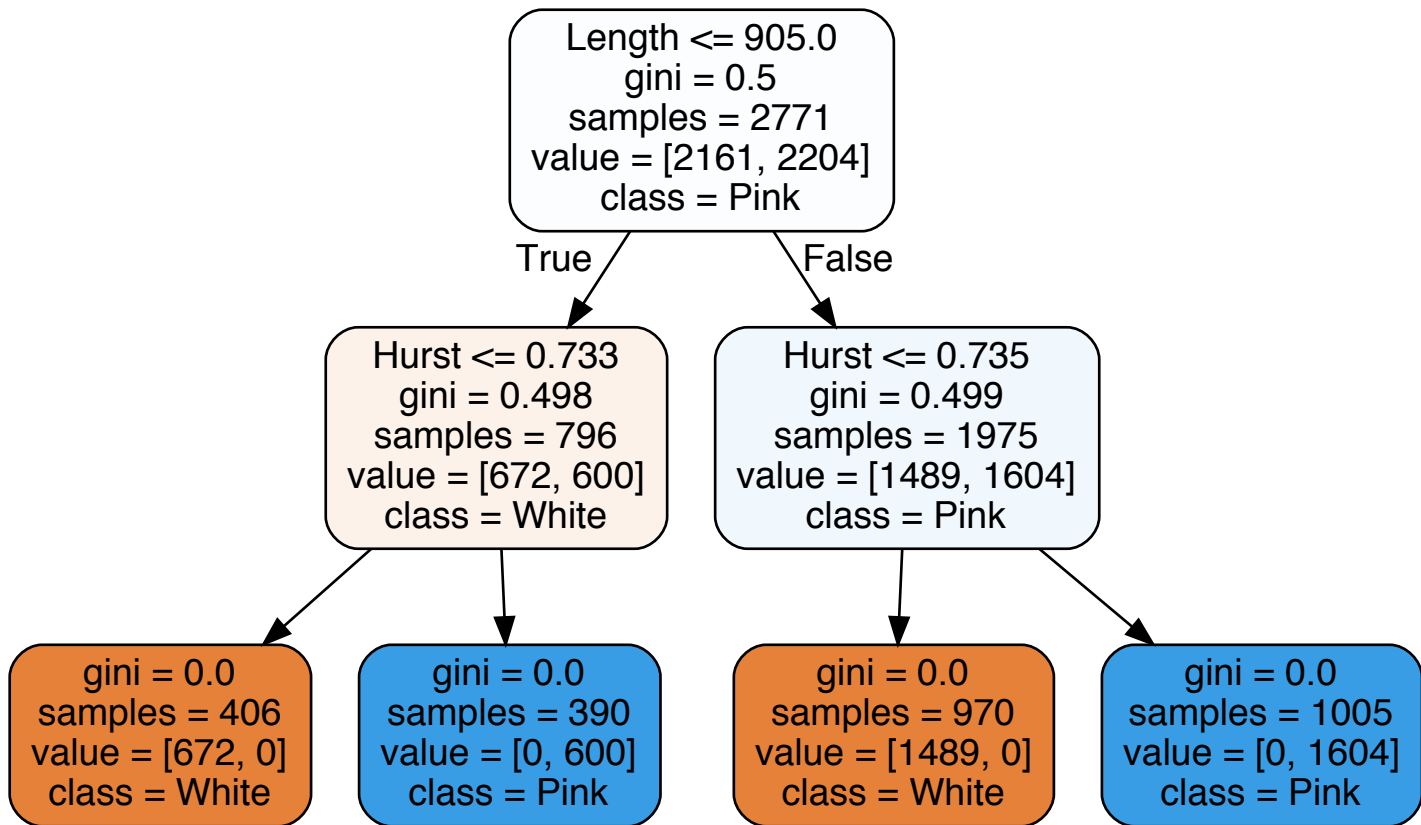 Length <= 905.0
gini = 0.5
samples = 2771
value = [2161, 2204]
class = Pink
True
False
Hurst <= 0.733
gini = 0.498
samples = 796
value = [672, 600]
class = White
Hurst <= 0.735
gini = 0.499
samples = 1975
value = [1489, 1604]
class = Pink
gini = 0.0
samples = 406
value = [672, 0]
class = White
gini = 0.0
samples = 390
value = [0, 600]
class = Pink
gini = 0.0
samples = 970
value = [1489, 0]
class = White
gini = 0.0
samples = 1005
value = [0, 1604]
class = Pink